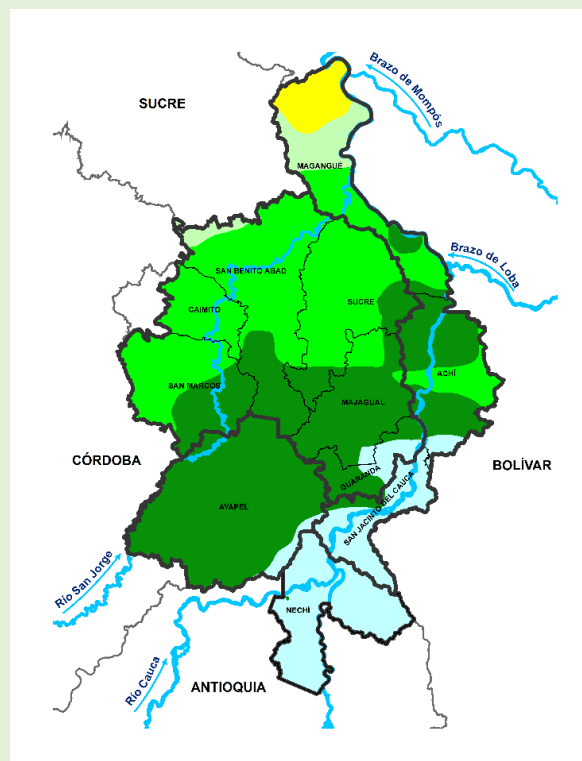 Brazo de Mompós
SUCRE
MAGANGUÉ
Brazo de Loba
SAN BENITO ABAD
SUCRE
CAIMITO
ACHÍ
SAN MARCOS
MAJAGUAL
CÓRDOBA
BOLÍVAR
GUARANDA
AYAPEL
SAN JACINTO DEL CAUCA
Río San Jorge
NECHÍ
Río Cauca
ANTIOQUIA